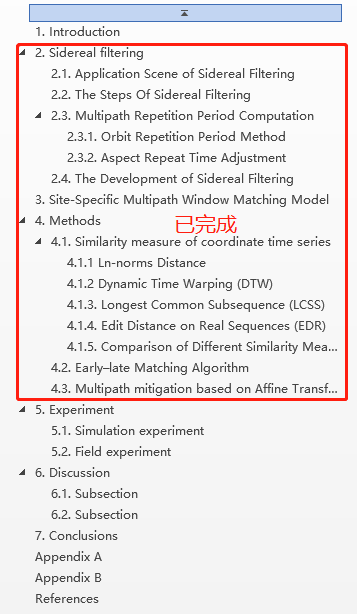 1. Introduction
2. Sidereal filtering
2.1. Application Scene of Sidereal Filtering
2.2. The Steps Of Sidereal Filtering
2.3. Multipath Repetition Period Computation
2.3.1. Orbit Repetition Period Method
2.3.2. Aspect Repeat Time Adjustment
2.4. The Development of Sidereal Filtering
3. Site-Specific Multipath Window Matching Model
4. Methods
已完成
4.1. Similarity measure of coordinate time series
4.1.1 Ln-norms Distance
4.1.2 Dynamic Time Warping (DTW)
4.1.3. Longest Common Subsequence (LCSS)
4.1.4. Edit Distance on Real Sequences (EDR)
4.1.5. Comparison of Different Similarity Mea...
4.2. Early–late Matching Algorithm
4.3. Multipath mitigation based on Affine Transf...
5. Experiment
5.1. Simulation experiment
5.2. Field experiment
6. Discussion
6.1. Subsection
6.2. Subsection
7. Conclusions
Appendix A
Appendix B
References